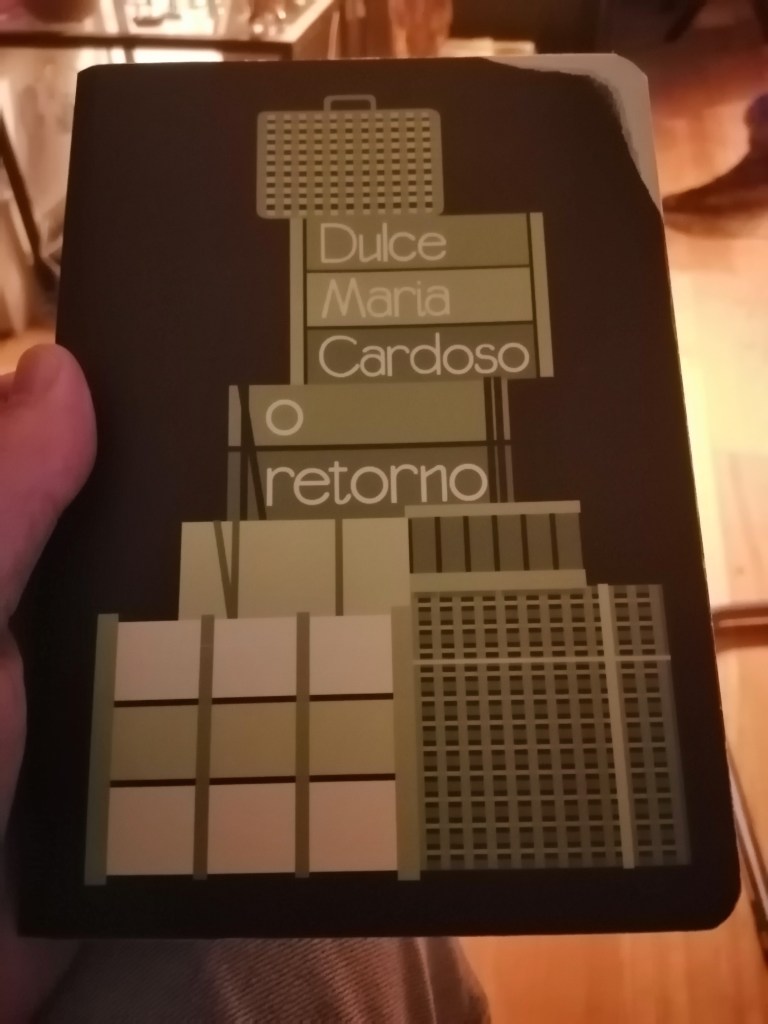 Dulce
Maria
Cardoso
o
retorno